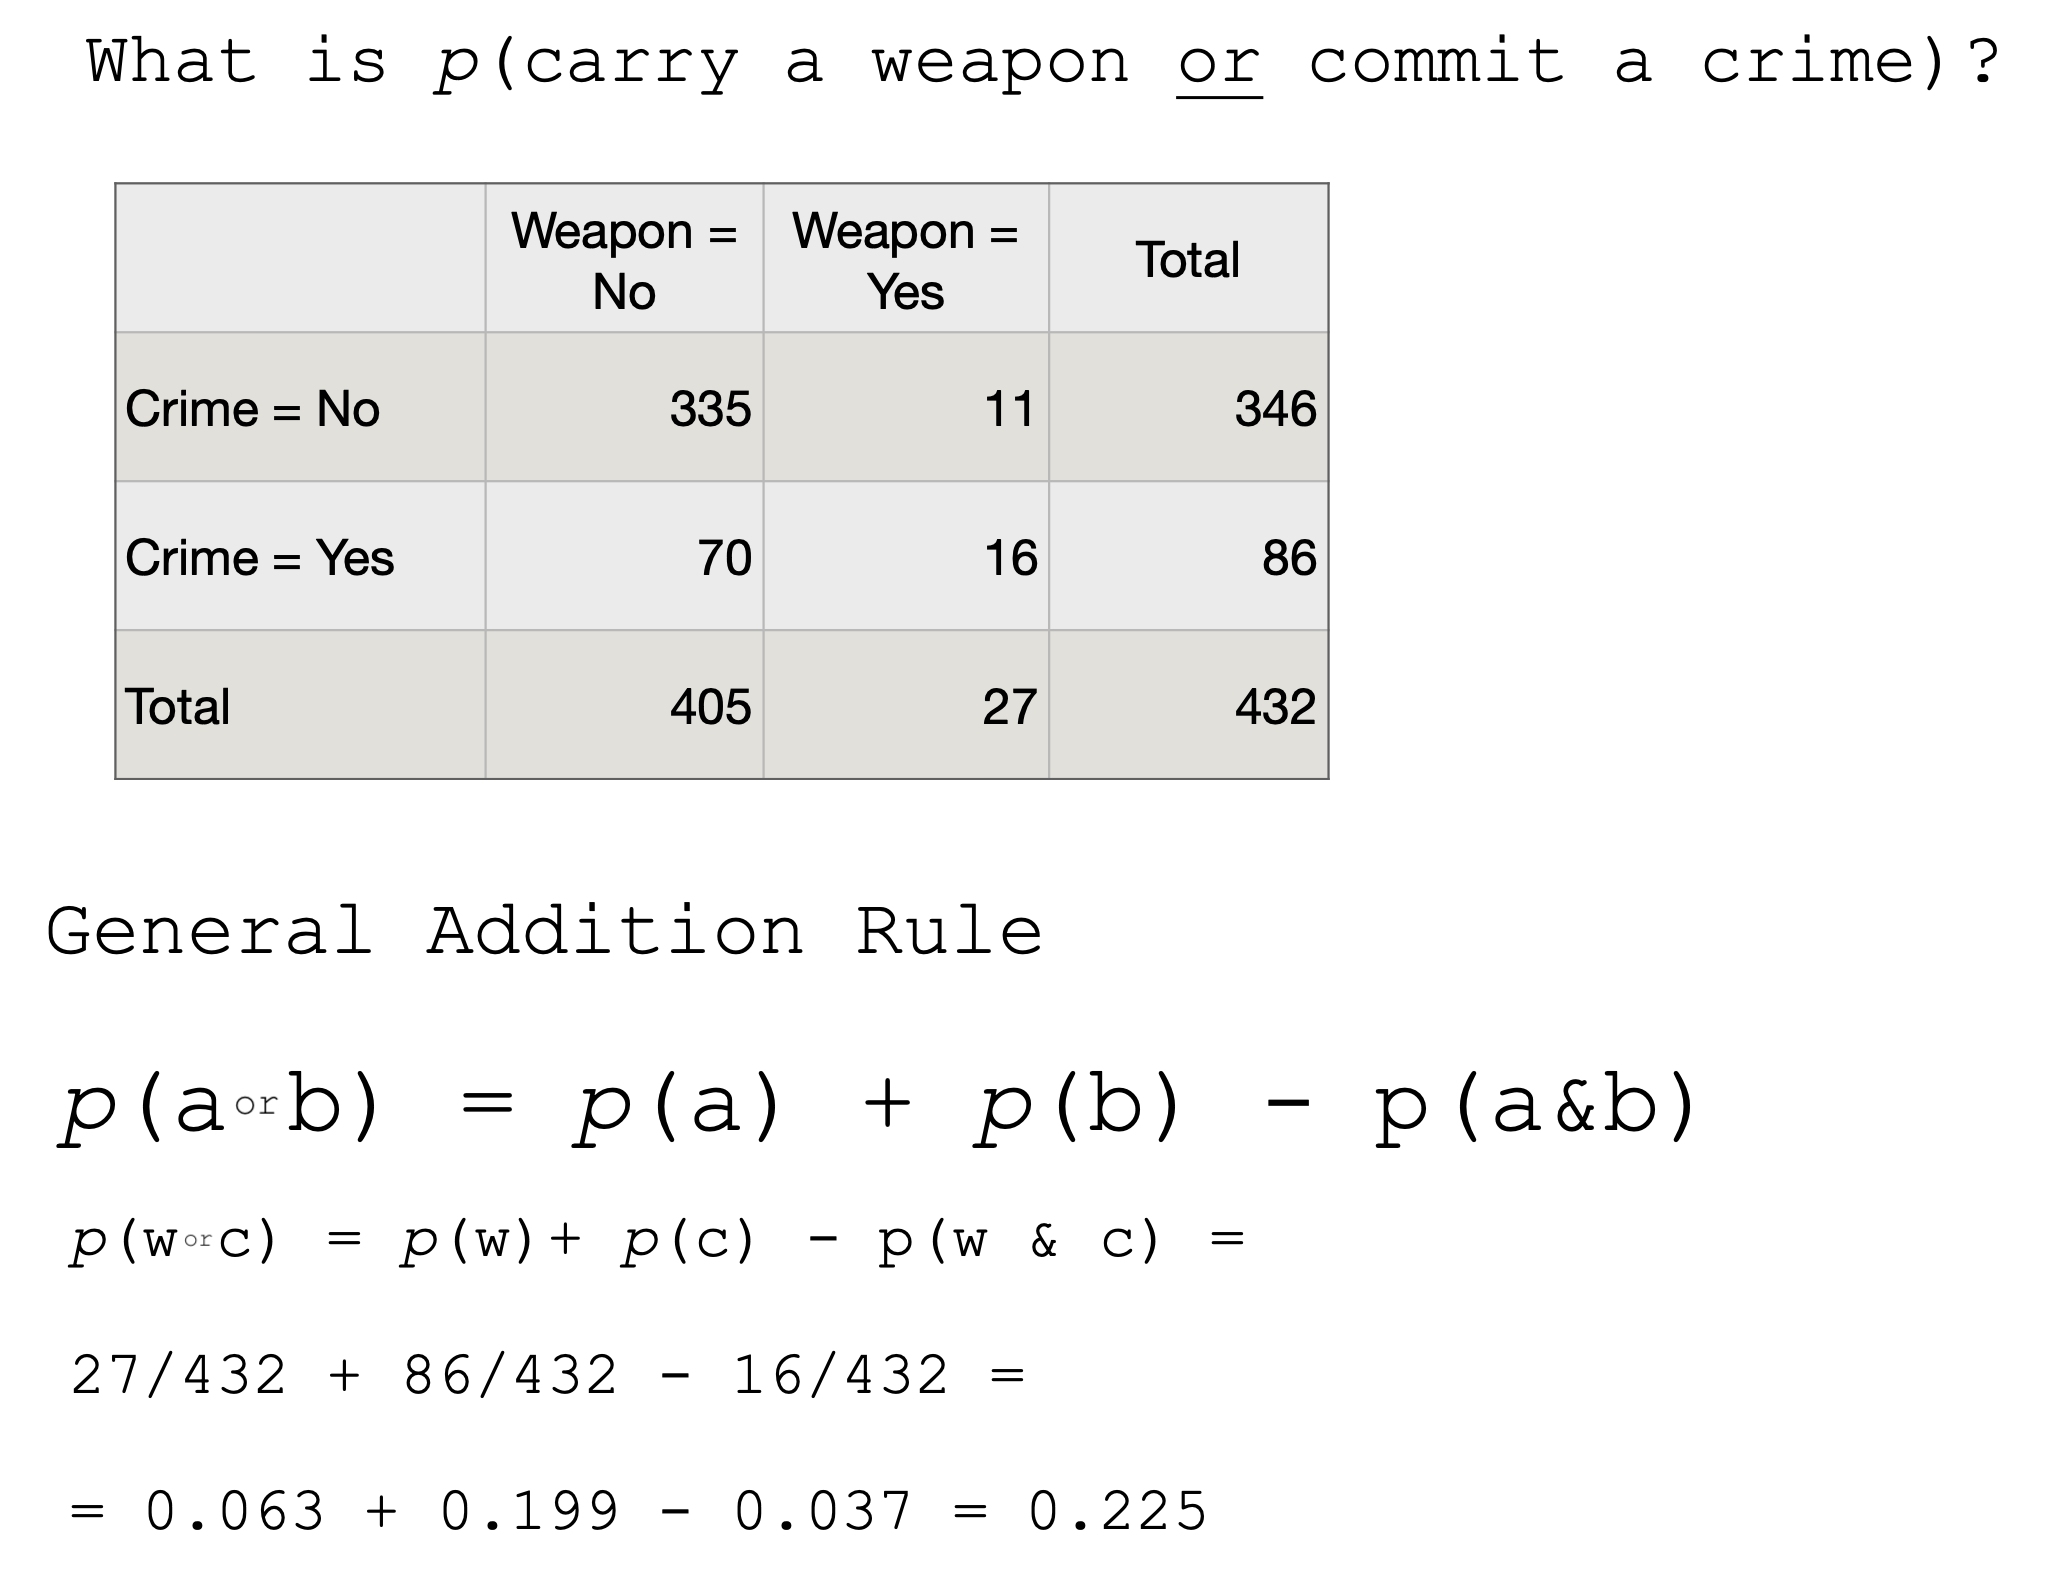 What is p(carry a weapon or commit a crime)?
Weapon = No Weapon = Yes Total
Crime = No 335 11 346
Crime = Yes 70 16 86
Total 405 27 432
General Addition Rule
p(a or b) = p(a) + p(b) - p(a&b)
p(w or c) = p(w)+ p(c) - p(w & c) =
27/432 + 86/432 - 16/432 =
= 0.063 + 0.199 - 0.037 = 0.225